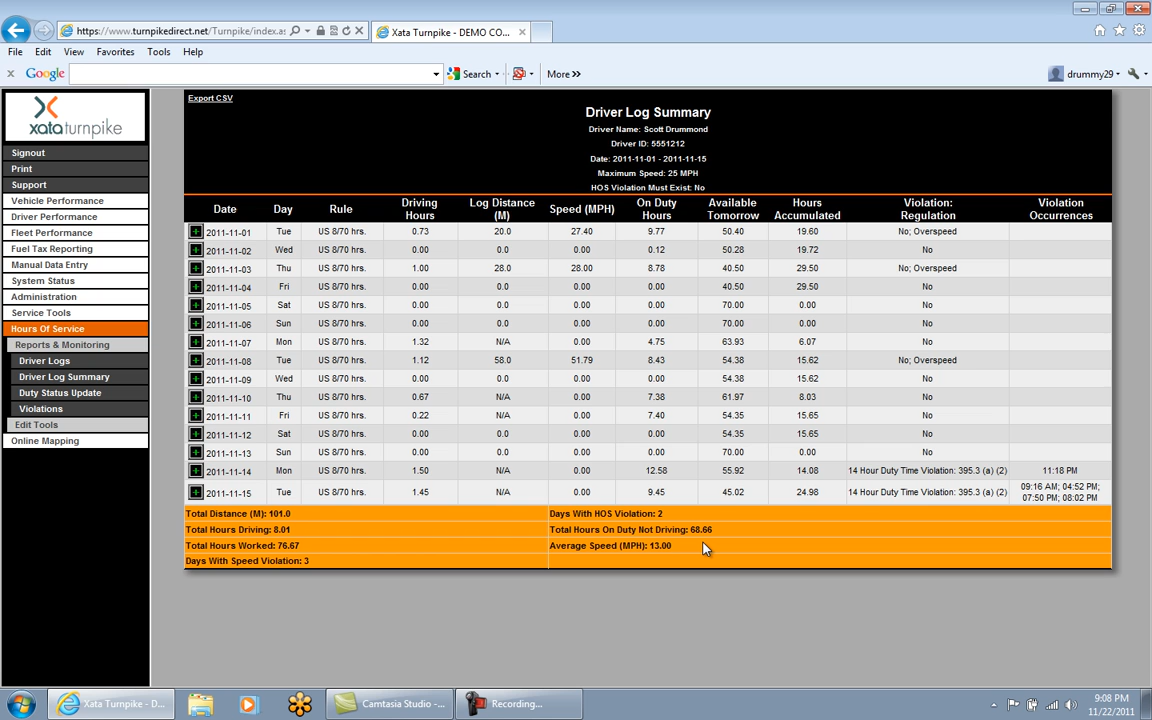 https://www.turnpikedirect.net/Turnpike/index.as
Xata Turnpike - DEMO CO...
File Edit View Favorites Tools Help
Google Search More »
drummy29
xataturnpike
Signout
Print
Support
Vehicle Performance
Driver Performance
Fleet Performance
Fuel Tax Reporting
Manual Data Entry
System Status
Administration
Service Tools
Hours Of Service
Reports & Monitoring
Driver Logs
Driver Log Summary
Duty Status Update
Violations
Edit Tools
Online Mapping
Export CSV
Driver Log Summary
Driver Name: Scott Drummond
Driver ID: 5551212
Date: 2011-11-01 - 2011-11-15
Maximum Speed: 25 MPH
HOS Violation Must Exist: No
Date Day Rule Driving Hours Log Distance (M) Speed (MPH) On Duty Hours Available Tomorrow Hours Accumulated Violation: Regulation Violation Occurrences
2011-11-01 Tue US 8/70 hrs. 0.73 20.0 27.40 9.77 50.40 19.60 No; Overspeed
2011-11-02 Wed US 8/70 hrs. 0.00 0.0 0.00 0.12 50.28 19.72 No
2011-11-03 Thu US 8/70 hrs. 1.00 28.0 28.00 8.78 40.50 29.50 No; Overspeed
2011-11-04 Fri US 8/70 hrs. 0.00 0.0 0.00 0.00 40.50 29.50 No
2011-11-05 Sat US 8/70 hrs. 0.00 0.0 0.00 0.00 70.00 0.00 No
2011-11-06 Sun US 8/70 hrs. 0.00 0.0 0.00 0.00 70.00 0.00 No
2011-11-07 Mon US 8/70 hrs. 1.32 N/A 0.00 4.75 63.93 6.07 No
2011-11-08 Tue US 8/70 hrs. 1.12 58.0 51.79 8.43 54.38 15.62 No; Overspeed
2011-11-09 Wed US 8/70 hrs. 0.00 0.0 0.00 0.00 54.38 15.62 No
2011-11-10 Thu US 8/70 hrs. 0.67 N/A 0.00 7.38 61.97 8.03 No
2011-11-11 Fri US 8/70 hrs. 0.22 N/A 0.00 7.40 54.35 15.65 No
2011-11-12 Sat US 8/70 hrs. 0.00 0.0 0.00 0.00 54.35 15.65 No
2011-11-13 Sun US 8/70 hrs. 0.00 0.0 0.00 0.00 70.00 0.00 No
2011-11-14 Mon US 8/70 hrs. 1.50 N/A 0.00 12.58 55.92 14.08 14 Hour Duty Time Violation: 395.3 (a) (2) 11:18 PM
2011-11-15 Tue US 8/70 hrs. 1.45 N/A 0.00 9.45 45.02 24.98 14 Hour Duty Time Violation: 395.3 (a) (2) 09:16 AM; 04:52 PM; 07:50 PM; 08:02 PM
Total Distance (M): 101.0 Days With HOS Violation: 2
Total Hours Driving: 8.01 Total Hours On Duty Not Driving: 68.66
Total Hours Worked: 76.67 Average Speed (MPH): 13.00
Days With Speed Violation: 3
Xata Turnpike - D...
Camtasia Studio -...
Recording...
9:08 PM
11/22/2011